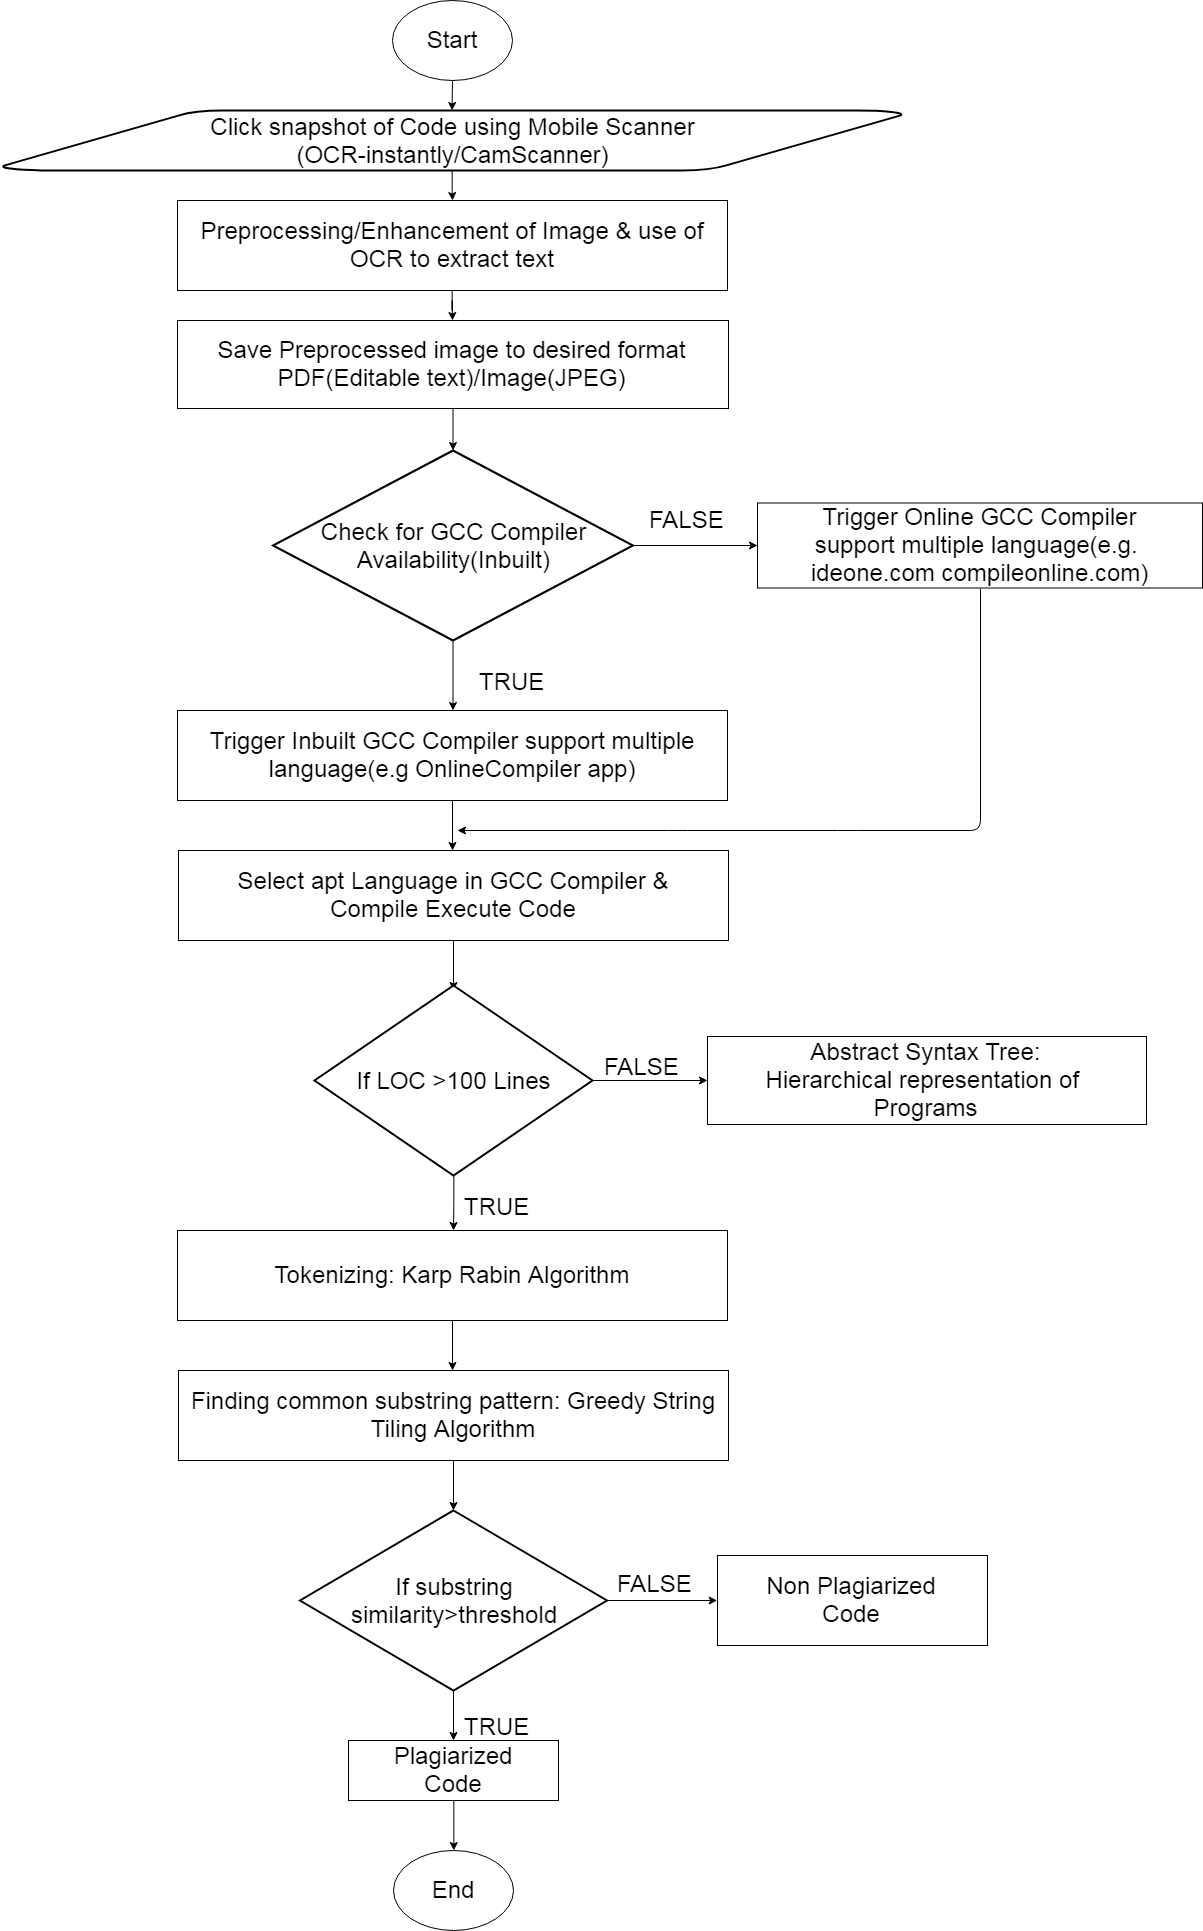 Start
Click snapshot of Code using Mobile Scanner
(OCR-instantly/CamScanner)
Preprocessing/Enhancement of Image & use of
OCR to extract text
Save Preprocessed image to desired format
PDF(Editable text)/Image(JPEG)
Check for GCC Compiler
Availability(Inbuilt)
FALSE
Trigger Online GCC Compiler
support multiple language(e.g.
ideone.com compileonline.com)
TRUE
Trigger Inbuilt GCC Compiler support multiple
language(e.g OnlineCompiler app)
Select apt Language in GCC Compiler &
Compile Execute Code
If LOC >100 Lines
FALSE
Abstract Syntax Tree:
Hierarchical representation of
Programs
TRUE
Tokenizing: Karp Rabin Algorithm
Finding common substring pattern: Greedy String
Tiling Algorithm
If substring
similarity>threshold
FALSE
Non Plagiarized
Code
TRUE
Plagiarized
Code
End